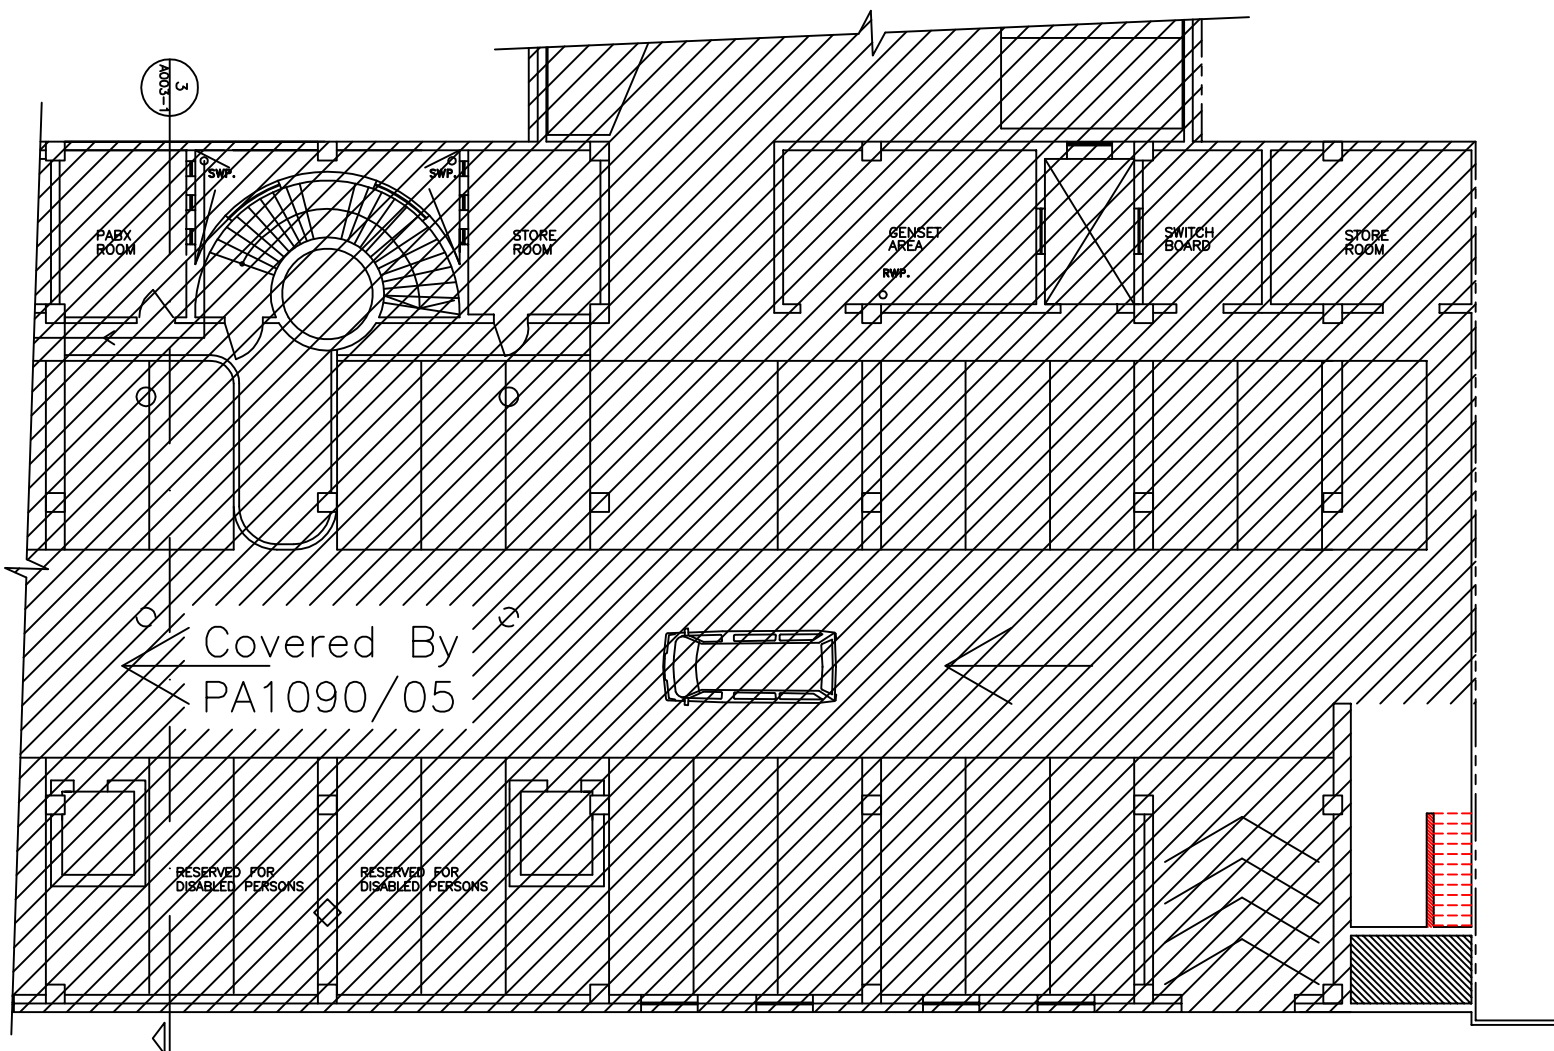 3
A003-1
SWP.
SWP.
PABX
ROOM
STORE
ROOM
GENSET
AREA
RWP.
SWITCH
BOARD
STORE
ROOM
Covered By
PA1090/05
RESERVED FOR
DISABLED PERSONS
RESERVED FOR
DISABLED PERSONS